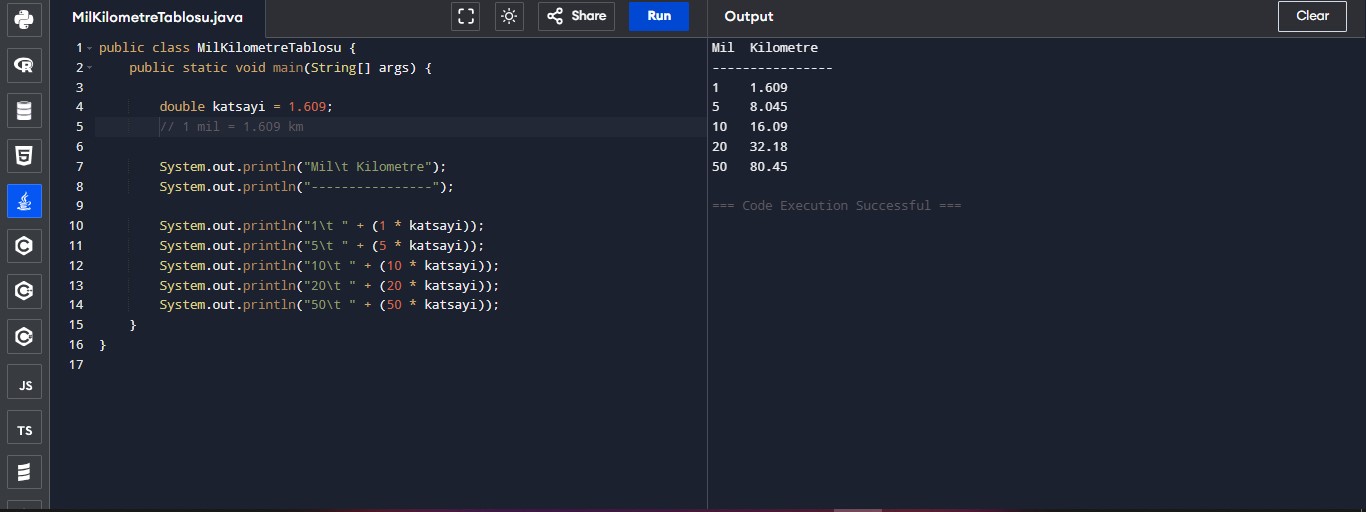 MilKilometreTablosu.java
Share
Run
Output
Clear
1 public class MilKilometreTablosu {
2     public static void main(String[] args) {
3
4         double katsayi = 1.609;
5         // 1 mil = 1.609 km
6
7         System.out.println("Mil\t Kilometre");
8         System.out.println("----------------");
9
10         System.out.println("1\t " + (1 * katsayi));
11         System.out.println("5\t " + (5 * katsayi));
12         System.out.println("10\t " + (10 * katsayi));
13         System.out.println("20\t " + (20 * katsayi));
14         System.out.println("50\t " + (50 * katsayi));
15     }
16 }
17
Mil  Kilometre
----------------
1    1.609
5    8.045
10   16.09
20   32.18
50   80.45
=== Code Execution Successful ===
R
5
C
C
C
JS
TS